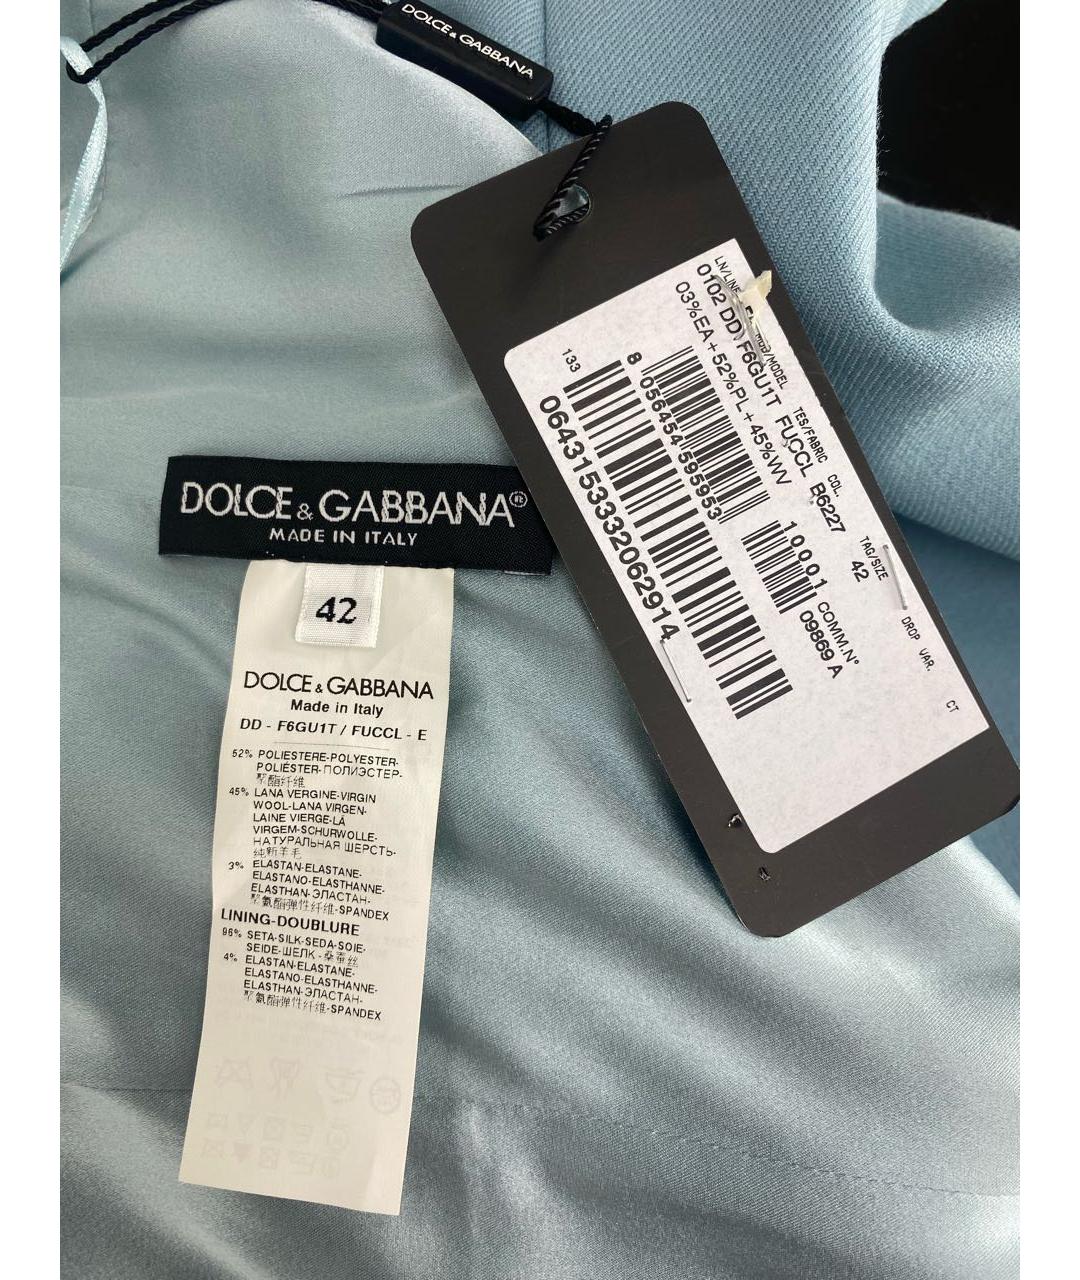 DOLCE & GABBANA
LN/LINE MOD/MODEL TES/FABRIC COL. TAG/SIZE DROP VAR. CT
0102 DD F6GU1T FUCCL B6227 42
03%EA+52%PL+45%WV
10001 COMM.N°
09869 A
8 056454 595953
133
0643153332062914
DOLCE & GABBANA®
MADE IN ITALY
42
DOLCE & GABBANA
Made in Italy
DD - F6GU1T / FUCCL - E
52% POLIESTERE-POLYESTER-
POLIÉSTER-ПОЛИЭСТЕР-
聚酯纤维
45% LANA VERGINE-VIRGIN
WOOL-LANA VIRGEN-
LAINE VIERGE-LÃ
VIRGEM-SCHURWOLLE-
НАТУРАЛЬНАЯ ШЕРСТЬ-
纯新羊毛
3% ELASTAN-ELASTANE-
ELASTANO-ELASTHANNE-
ELASTHAN-ЭЛАСТАН-
聚氨酯弹性纤维-SPANDEX
LINING-DOUBLURE
96% SETA-SILK-SEDA-SOIE-
SEIDE-ШЕЛК-桑蚕丝
4% ELASTAN-ELASTANE-
ELASTANO-ELASTHANNE-
ELASTHAN-ЭЛАСТАН-
聚氨酯弹性纤维-SPANDEX